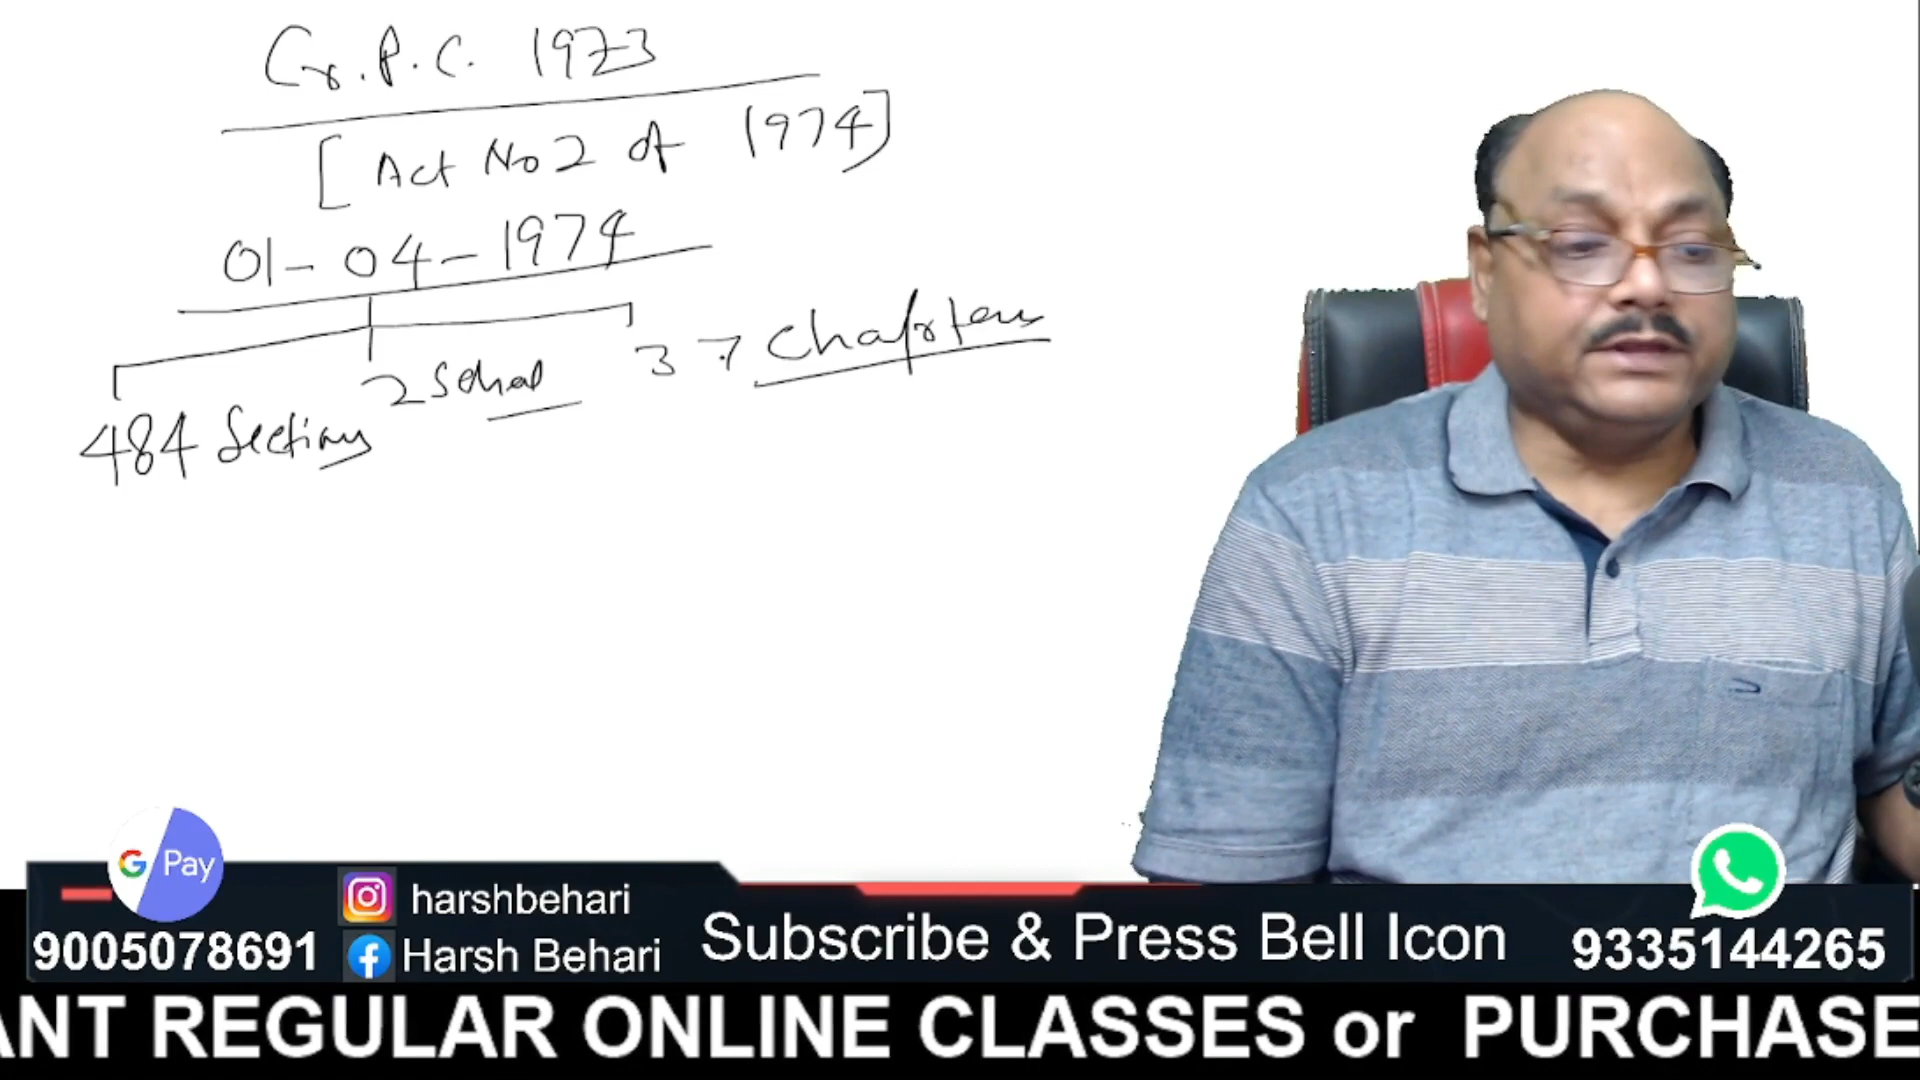 Cr. P. C. 1973
[Act No 2 of 1974]
01-04-1974
484 Sections
2 Sched
37 Chapters
G Pay
9005078691
harshbehari
Harsh Behari
Subscribe & Press Bell Icon
9335144265
ANT REGULAR ONLINE CLASSES or PURCHASE